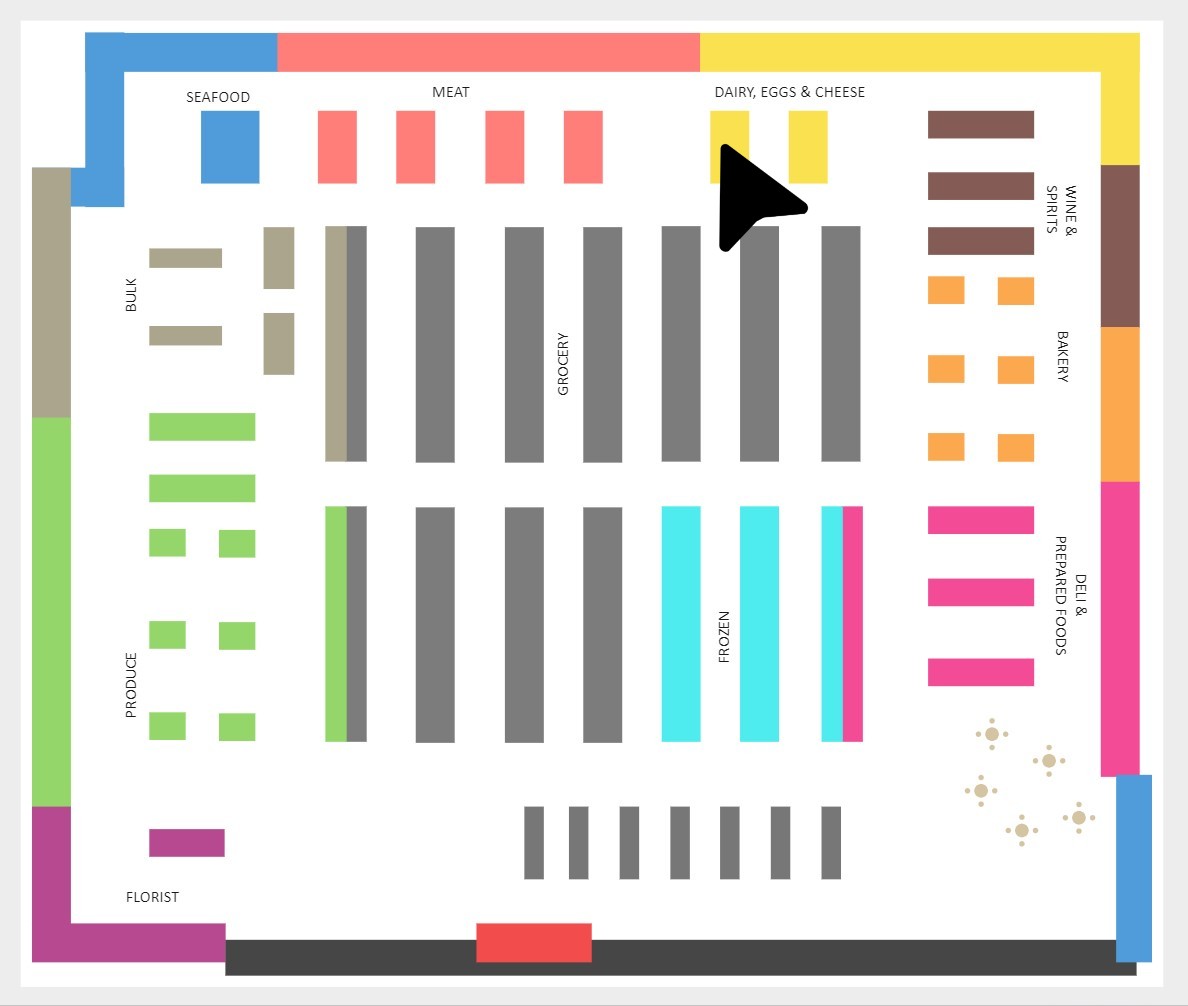 SEAFOOD
MEAT
DAIRY, EGGS & CHEESE
WINE &
SPIRITS
BULK
GROCERY
BAKERY
DELI &
PREPARED FOODS
FROZEN
PRODUCE
FLORIST